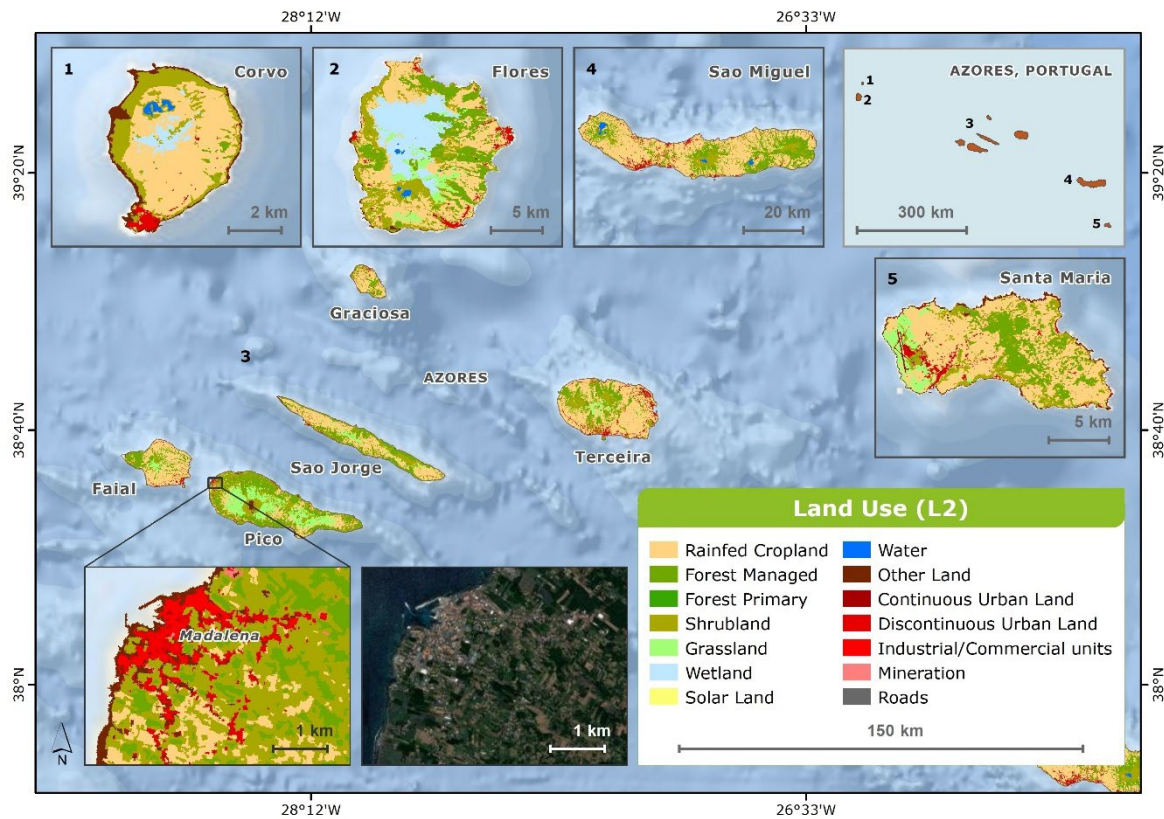 28°12'W
26°33'W
1
Corvo
2 km
2
Flores
5 km
4
Sao Miguel
20 km
AZORES, PORTUGAL
1
2
3
4
5
300 km
39°20'N
39°20'N
5
Santa Maria
5 km
Graciosa
3
AZORES
Sao Jorge
Terceira
Faial
Pico
38°40'N
38°40'N
Madalena
1 km
1 km
Land Use (L2)
Rainfed Cropland
Forest Managed
Forest Primary
Shrubland
Grassland
Wetland
Solar Land
Water
Other Land
Continuous Urban Land
Discontinuous Urban Land
Industrial/Commercial units
Mineration
Roads
150 km
38°N
38°N
N
28°12'W
26°33'W